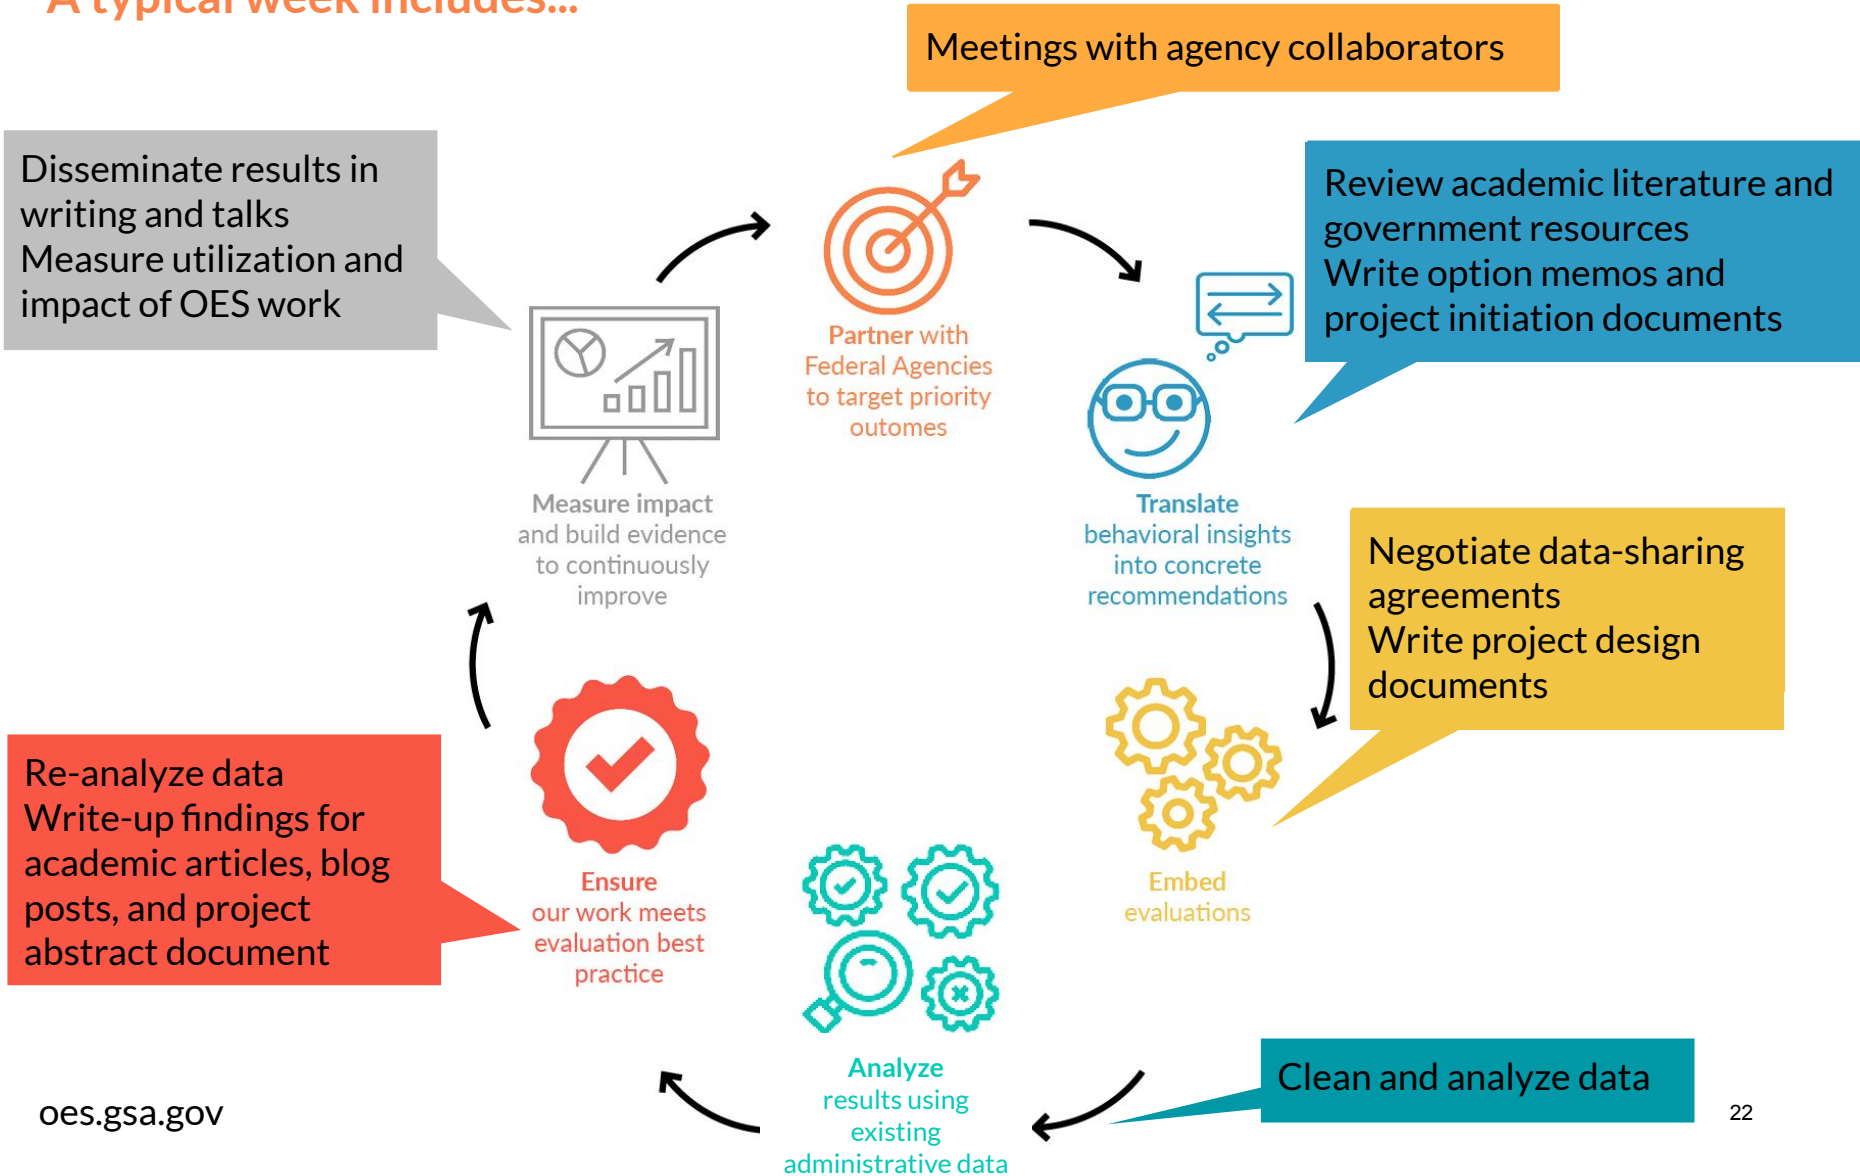 A typical week includes...
Meetings with agency collaborators
Disseminate results in
writing and talks
Measure utilization and
impact of OES work
Review academic literature and
government resources
Write option memos and
project initiation documents
Partner with
Federal Agencies
to target priority
outcomes
Measure impact
and build evidence
to continuously
improve
Translate
behavioral insights
into concrete
recommendations
Negotiate data-sharing
agreements
Write project design
documents
Re-analyze data
Write-up findings for
academic articles, blog
posts, and project
abstract document
Ensure
our work meets
evaluation best
practice
Embed
evaluations
Analyze
results using
existing
administrative data
Clean and analyze data
oes.gsa.gov
22